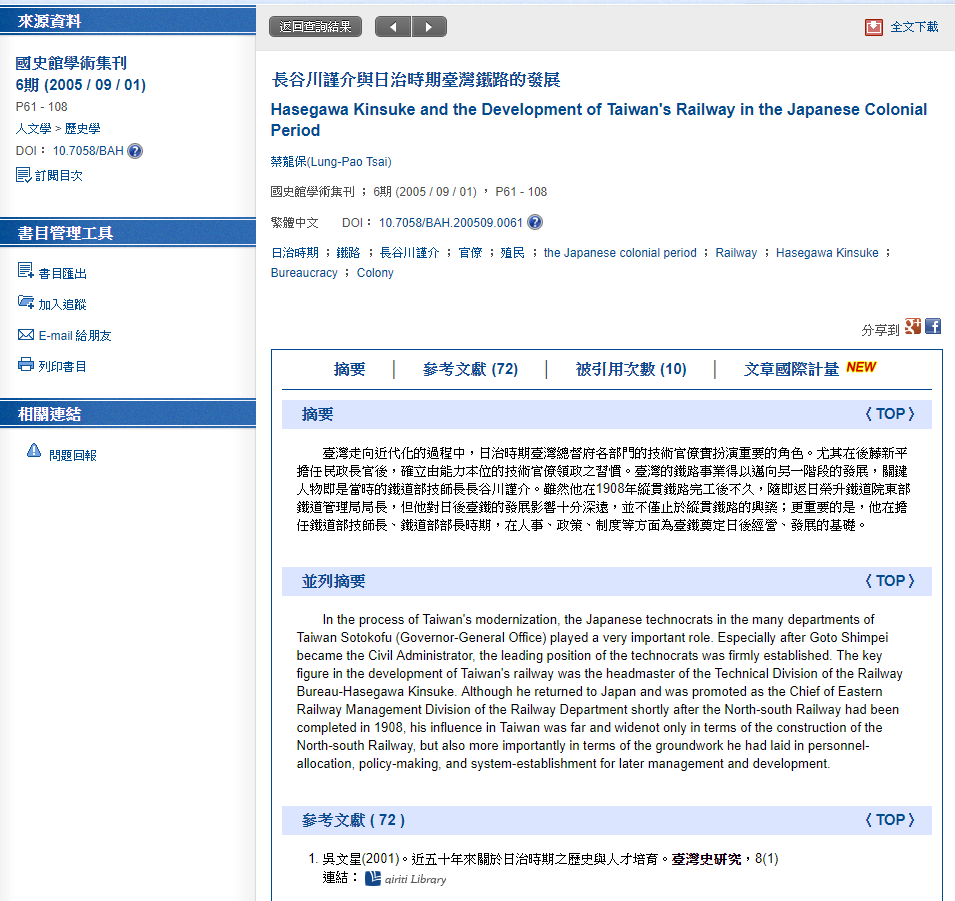 來源資料
國史館學術集刊
6期 (2005 / 09 / 01)
P61 - 108
人文學 > 歷史學
DOI： 10.7058/BAH
訂閱目次
書目管理工具
書目匯出
加入追蹤
E-mail 給朋友
列印書目
相關連結
問題回報
返回查詢結果
全文下載
長谷川謹介與日治時期臺灣鐵路的發展
Hasegawa Kinsuke and the Development of Taiwan's Railway in the Japanese Colonial
Period
蔡龍保(Lung-Pao Tsai)
國史館學術集刊 ； 6期 (2005 / 09 / 01) ， P61 - 108
繁體中文 DOI： 10.7058/BAH.200509.0061
日治時期 ； 鐵路 ； 長谷川謹介 ； 官僚 ； 殖民 ； the Japanese colonial period ； Railway ； Hasegawa Kinsuke ；
Bureaucracy ； Colony
分享到
摘要 | 參考文獻 (72) | 被引用次數 (10) | 文章國際計量 NEW
摘要 〈 TOP 〉
臺灣走向近代化的過程中，日治時期臺灣總督府各部門的技術官僚實扮演重要的角色。尤其在後藤新平
擔任民政長官後，確立由能力本位的技術官僚領政之習慣。臺灣的鐵路事業得以邁向另一階段的發展，關鍵
人物即是當時的鐵道部技師長長谷川謹介。雖然他在1908年縱貫鐵路完工後不久，隨即返日榮升鐵道院東部
鐵道管理局局長，但他對日後臺鐵的發展影響十分深遠，並不僅止於縱貫鐵路的興築；更重要的是，他在擔
任鐵道部技師長、鐵道部部長時期，在人事、政策、制度等方面為臺鐵奠定日後經營、發展的基礎。
並列摘要 〈 TOP 〉
In the process of Taiwan's modernization, the Japanese technocrats in the many departments of
Taiwan Sotokofu (Governor-General Office) played a very important role. Especially after Goto Shimpei
became the Civil Administrator, the leading position of the technocrats was firmly established. The key
figure in the development of Taiwan's railway was the headmaster of the Technical Division of the Railway
Bureau-Hasegawa Kinsuke. Although he returned to Japan and was promoted as the Chief of Eastern
Railway Management Division of the Railway Department shortly after the North-south Railway had been
completed in 1908, his influence in Taiwan was far and widenot only in terms of the construction of the
North-south Railway, but also more importantly in terms of the groundwork he had laid in personnel-
allocation, policy-making, and system-establishment for later management and development.
參考文獻 ( 72 ) 〈 TOP 〉
1. 吳文星(2001)。近五十年來關於日治時期之歷史與人才培育。臺灣史研究，8(1)
連結： airiti Library